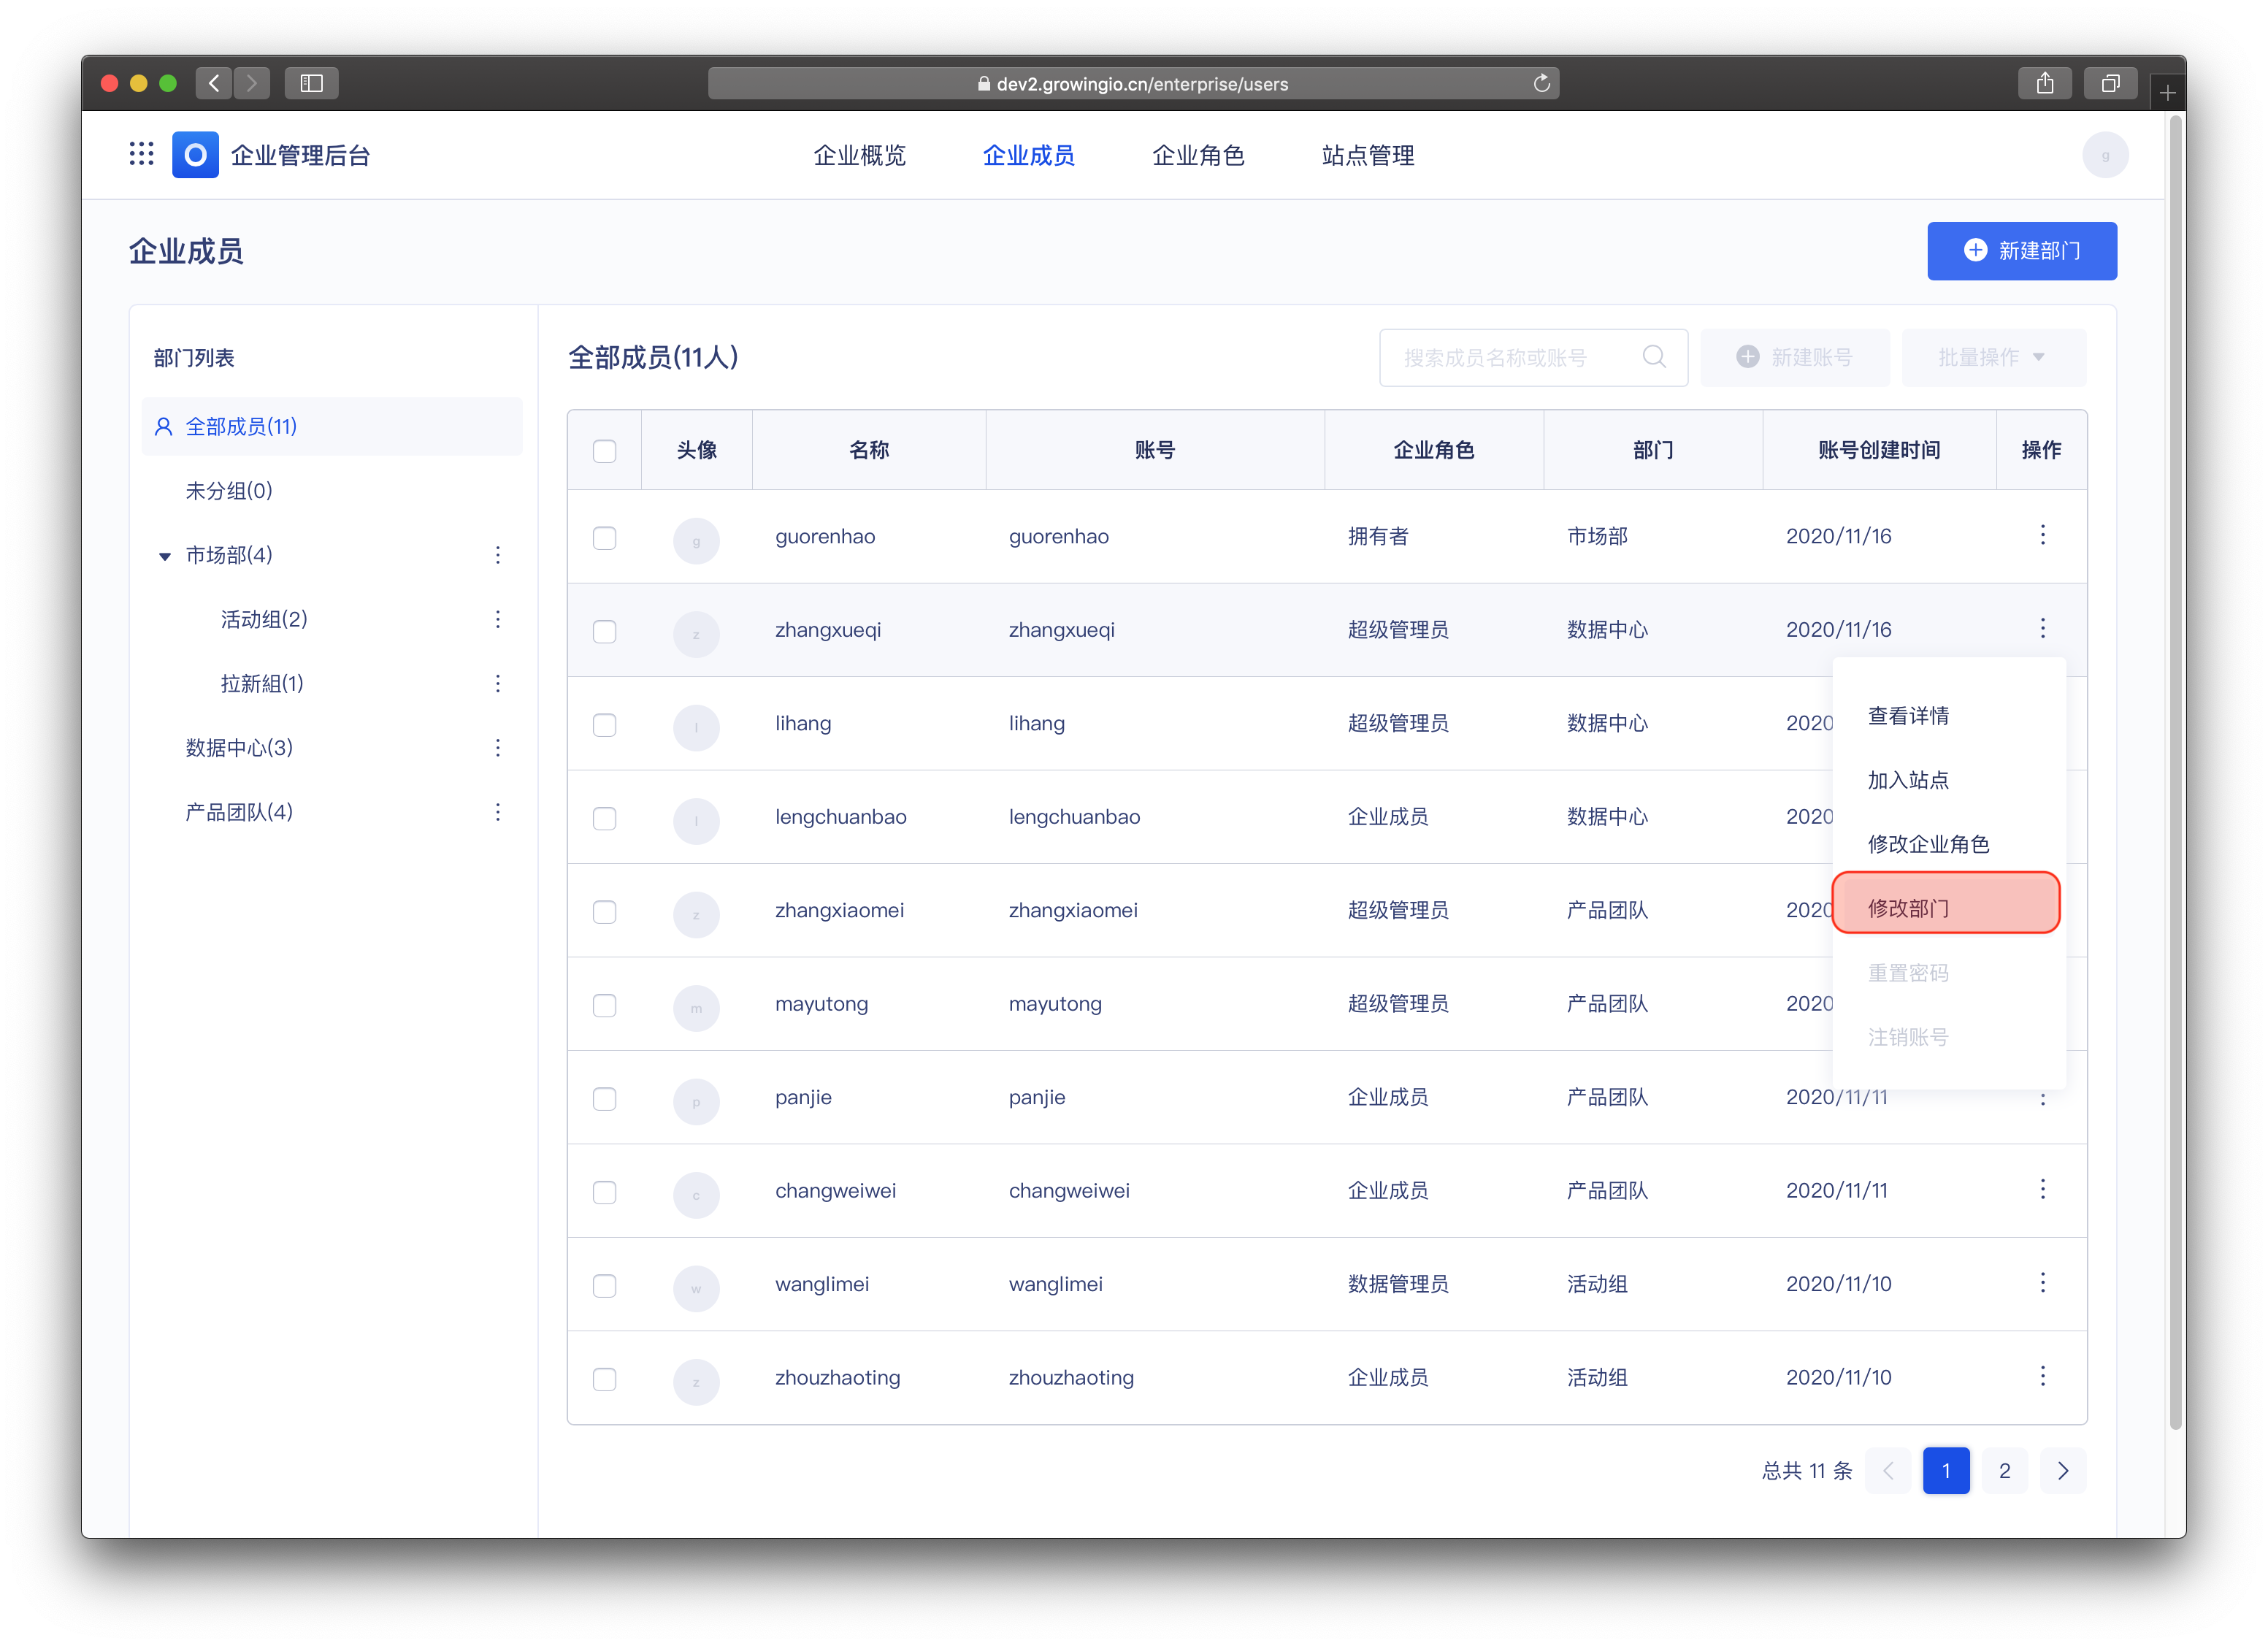 dev2.growingio.cn/enterprise/users
企业管理后台 企业概览 企业成员 企业角色 站点管理 g
企业成员 新建部门
部门列表
全部成员(11)
未分组(0)
市场部(4)
活动组(2)
拉新組(1)
数据中心(3)
产品团队(4)
全部成员(11人) 搜索成员名称或账号 新建账号 批量操作
头像 名称 账号 企业角色 部门 账号创建时间 操作
g guorenhao guorenhao 拥有者 市场部 2020/11/16
z zhangxueqi zhangxueqi 超级管理员 数据中心 2020/11/16
l lihang lihang 超级管理员 数据中心 2020
l lengchuanbao lengchuanbao 企业成员 数据中心 2020
z zhangxiaomei zhangxiaomei 超级管理员 产品团队 2020
m mayutong mayutong 超级管理员 产品团队 2020
p panjie panjie 企业成员 产品团队 2020/11/11
c changweiwei changweiwei 企业成员 产品团队 2020/11/11
w wanglimei wanglimei 数据管理员 活动组 2020/11/10
z zhouzhaoting zhouzhaoting 企业成员 活动组 2020/11/10
查看详情
加入站点
修改企业角色
修改部门
重置密码
注销账号
总共 11 条 1 2